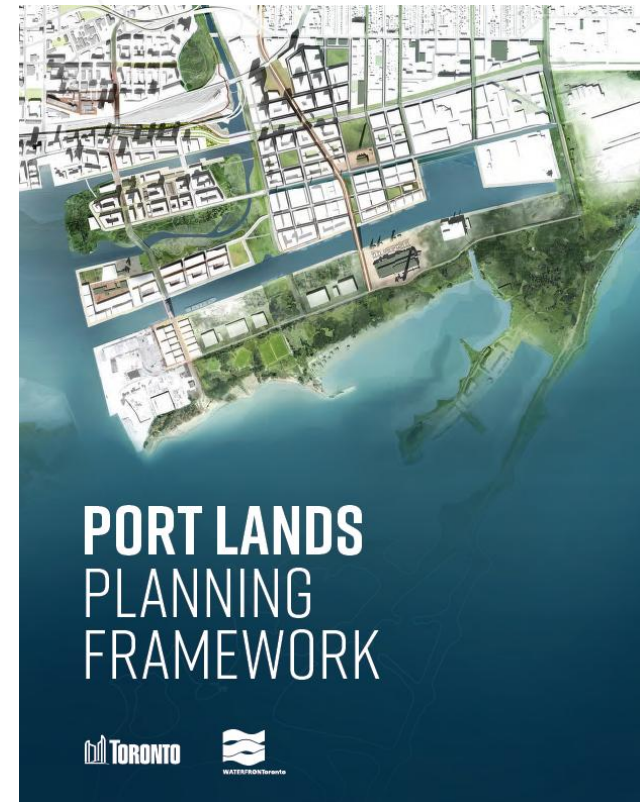 PORT LANDS
PLANNING
FRAMEWORK
TORONTO
WATERFRONToronto